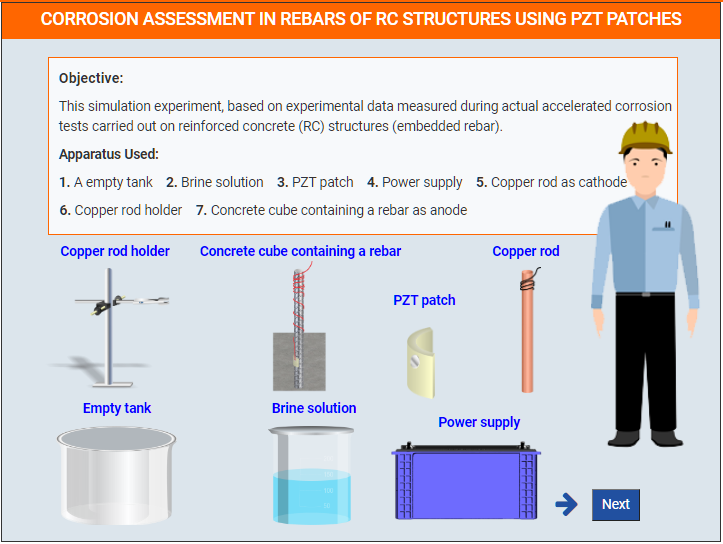 CORROSION ASSESSMENT IN REBARS OF RC STRUCTURES USING PZT PATCHES
Objective:
This simulation experiment, based on experimental data measured during actual accelerated corrosion
tests carried out on reinforced concrete (RC) structures (embedded rebar).
Apparatus Used:
1. A empty tank 2. Brine solution 3. PZT patch 4. Power supply 5. Copper rod as cathode
6. Copper rod holder 7. Concrete cube containing a rebar as anode
Copper rod holder Concrete cube containing a rebar Copper rod
PZT patch
Empty tank Brine solution
Power supply
Next